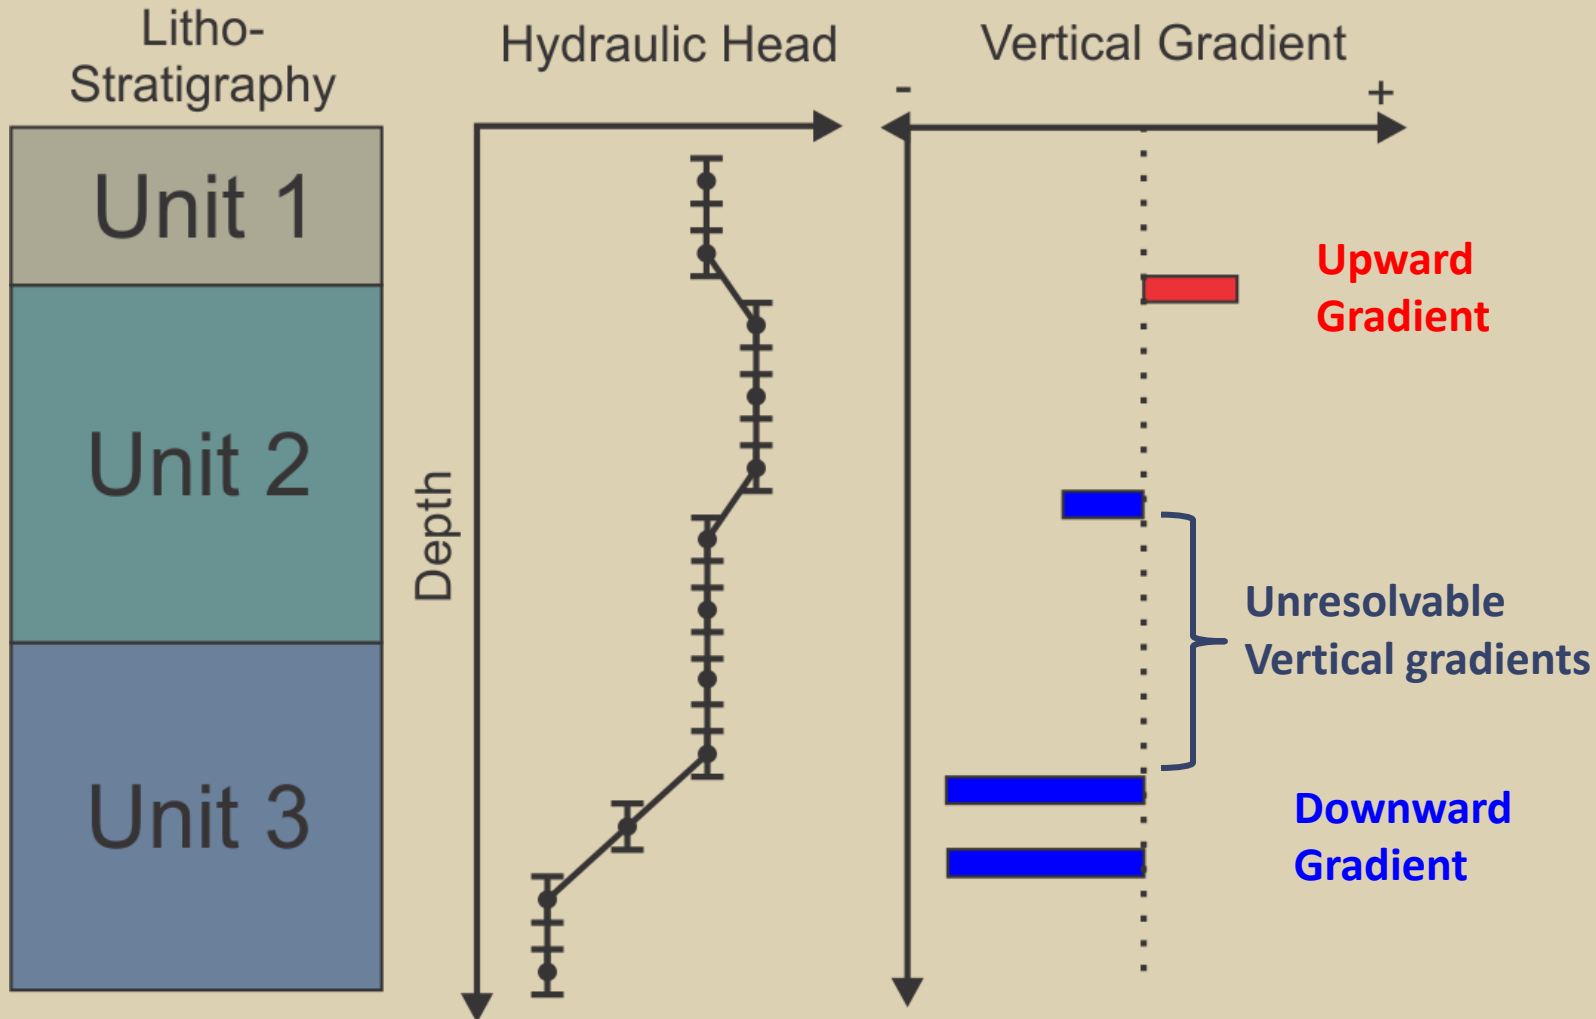 Litho-
Stratigraphy
Hydraulic Head
Vertical Gradient
-
+
Unit 1
Unit 2
Unit 3
Depth
Upward
Gradient
Unresolvable
Vertical gradients
Downward
Gradient